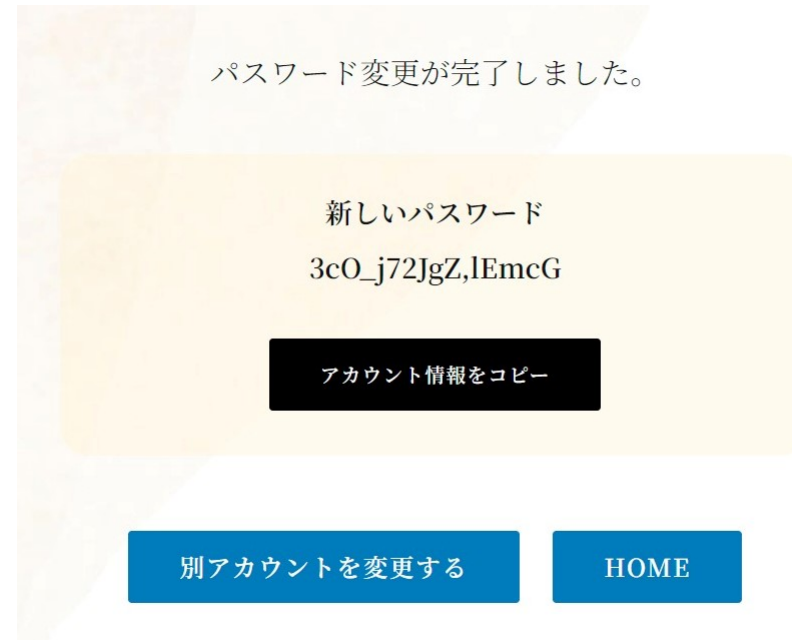 パスワード変更が完了しました。
新しいパスワード
3cO_j72JgZ,lEmcG
アカウント情報をコピー
別アカウントを変更する
HOME